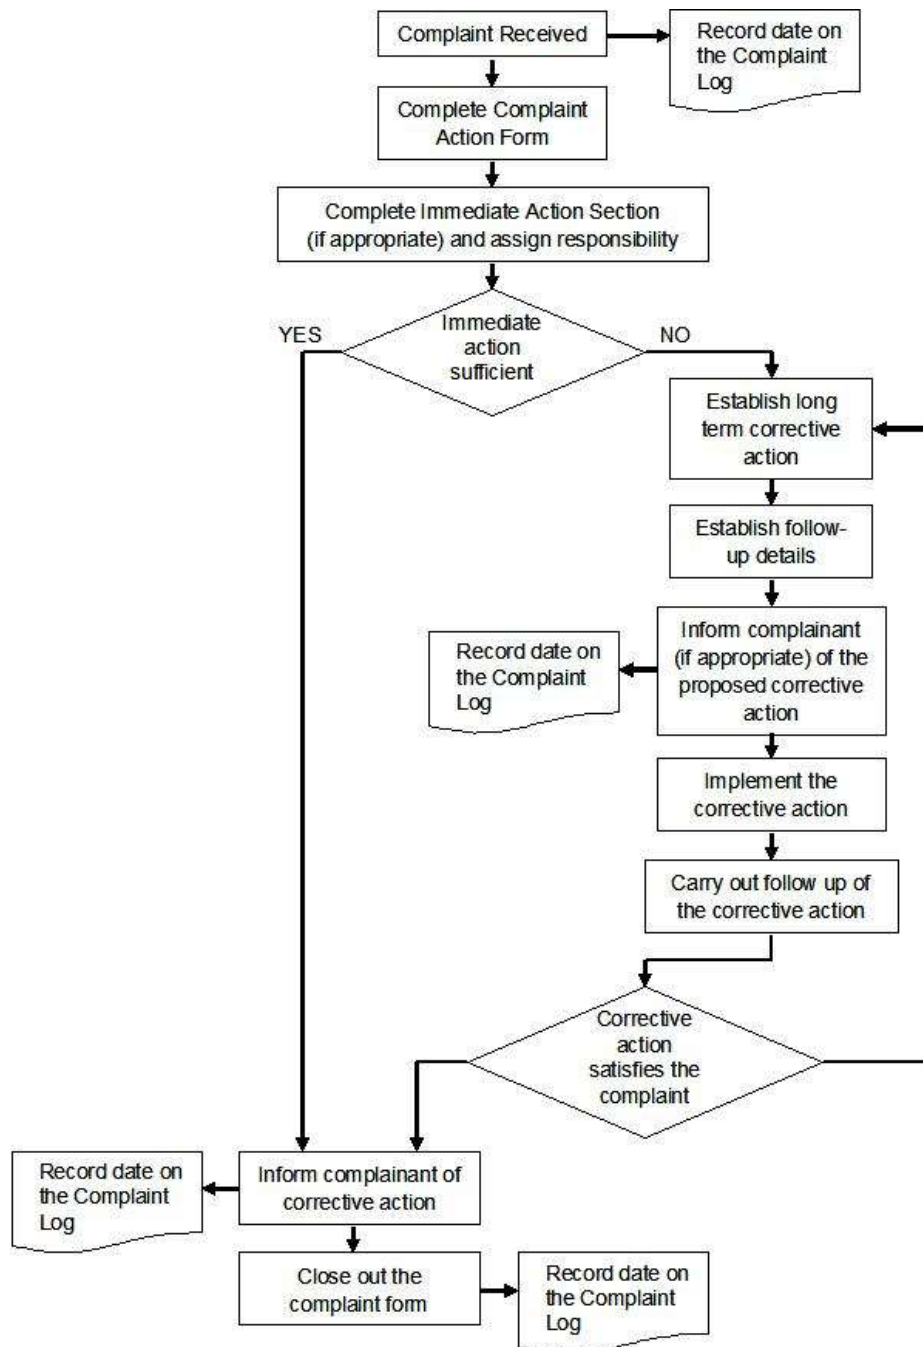 Complaint Received
Record date on
the Complaint
Log
Complete Complaint
Action Form
Complete Immediate Action Section
(if appropriate) and assign responsibility
YES
Immediate
action
sufficient
NO
Establish long
term corrective
action
Establish follow-
up details
Inform complainant
(if appropriate) of the
proposed corrective
action
Record date on
the Complaint
Log
Implement the
corrective action
Carry out follow up of
the corrective action
Corrective
action
satisfies the
complaint
Record date on
the Complaint
Log
Inform complainant of
corrective action
Close out the
complaint form
Record date on
the Complaint
Log